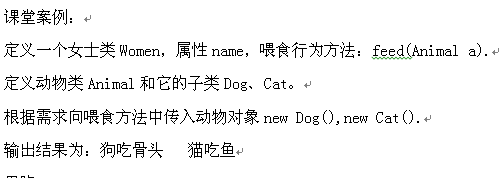 课堂案例：
定义一个女士类Women，属性name，喂食行为方法：feed(Animal a).
定义动物类Animal和它的子类Dog、Cat。
根据需求向喂食方法中传入动物对象new Dog(),new Cat().
输出结果为：狗吃骨头   猫吃鱼